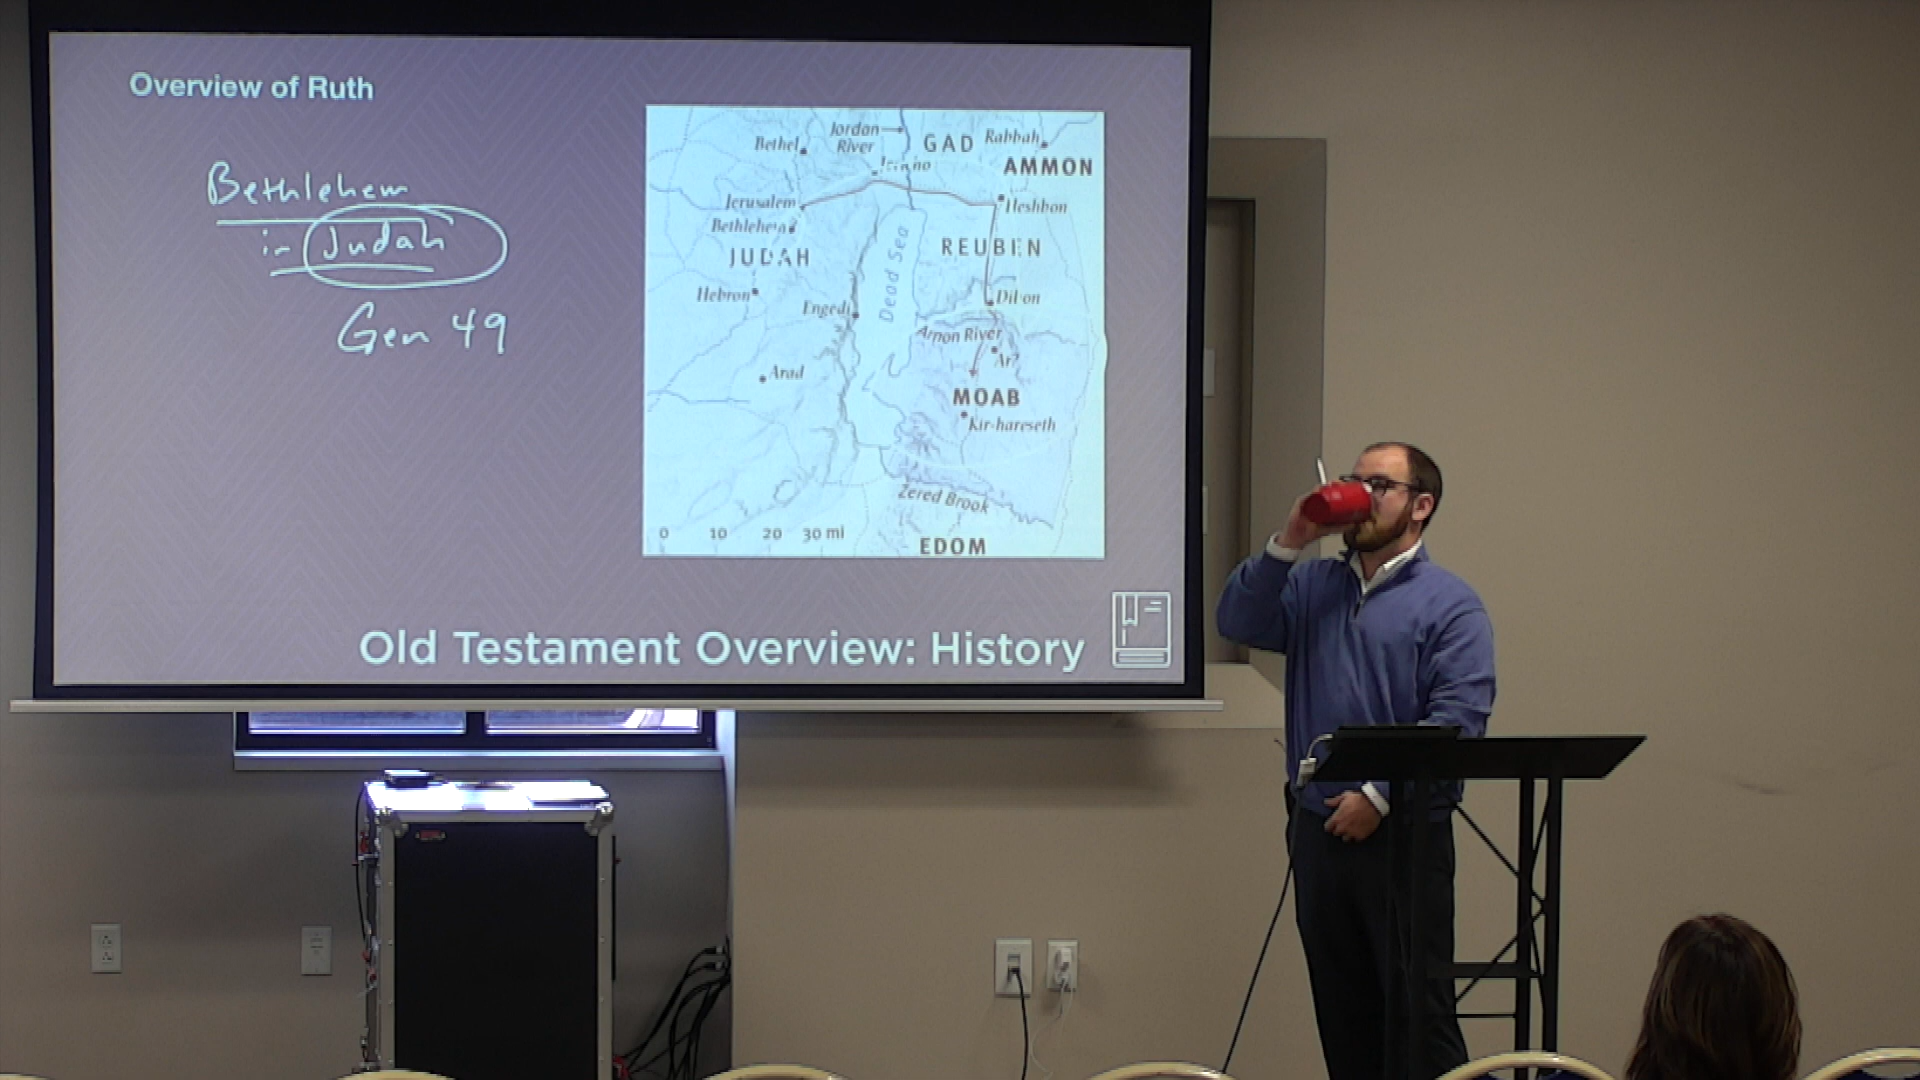 Overview of Ruth
Bethlehem
in Judah
Gen 49
Jordan
River
GAD
Rabbah
Bethel
AMMON
Jericho
Jerusalem
Heshbon
Bethlehem
JUDAH
REUBEN
Dead Sea
Hebron
Engedi
Dibon
Arnon River
Ar?
Arad
MOAB
Kir-hareseth
Zered Brook
0 10 20 30 mi
EDOM
Old Testament Overview: History